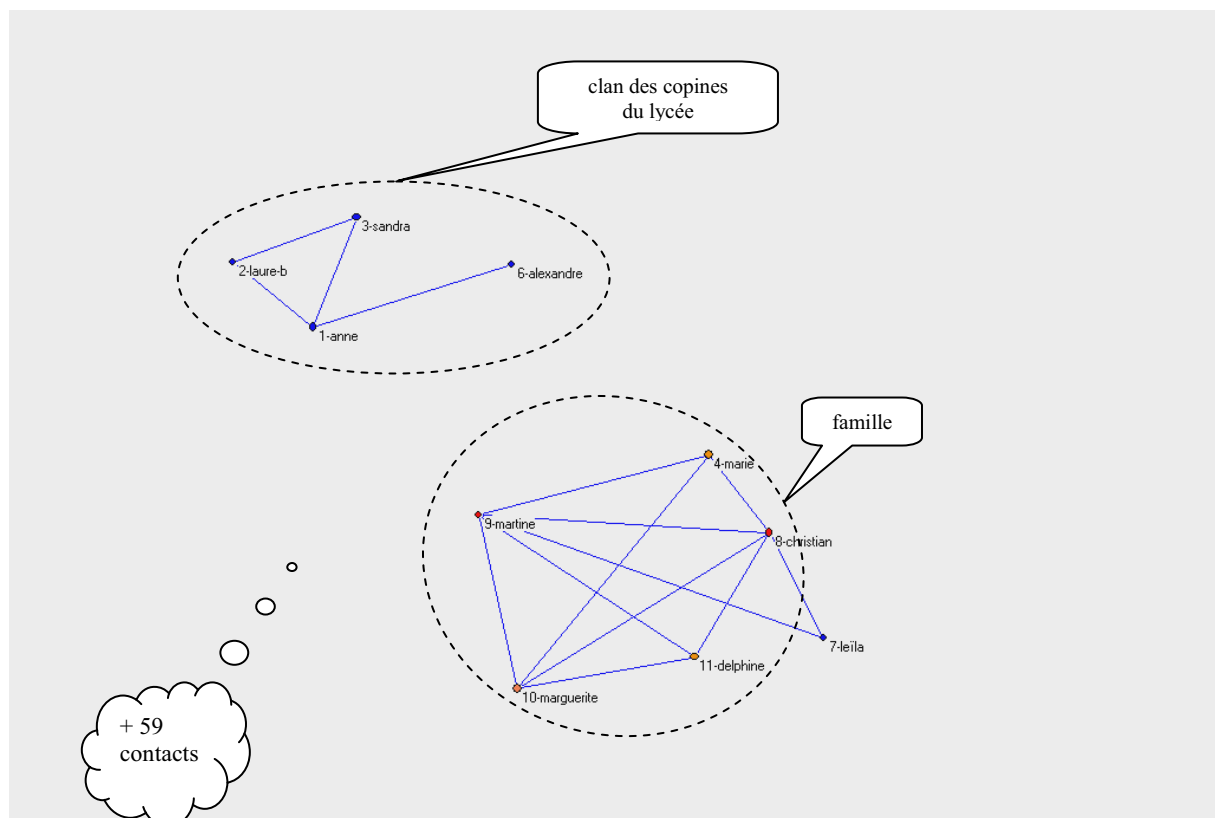 clan des copines
du lycée
3-sandra
2-laure-b
6-alexandre
1-anne
famille
4-marie
9-martine
8-christian
7-leïla
11-delphine
10-marguerite
+ 59
contacts